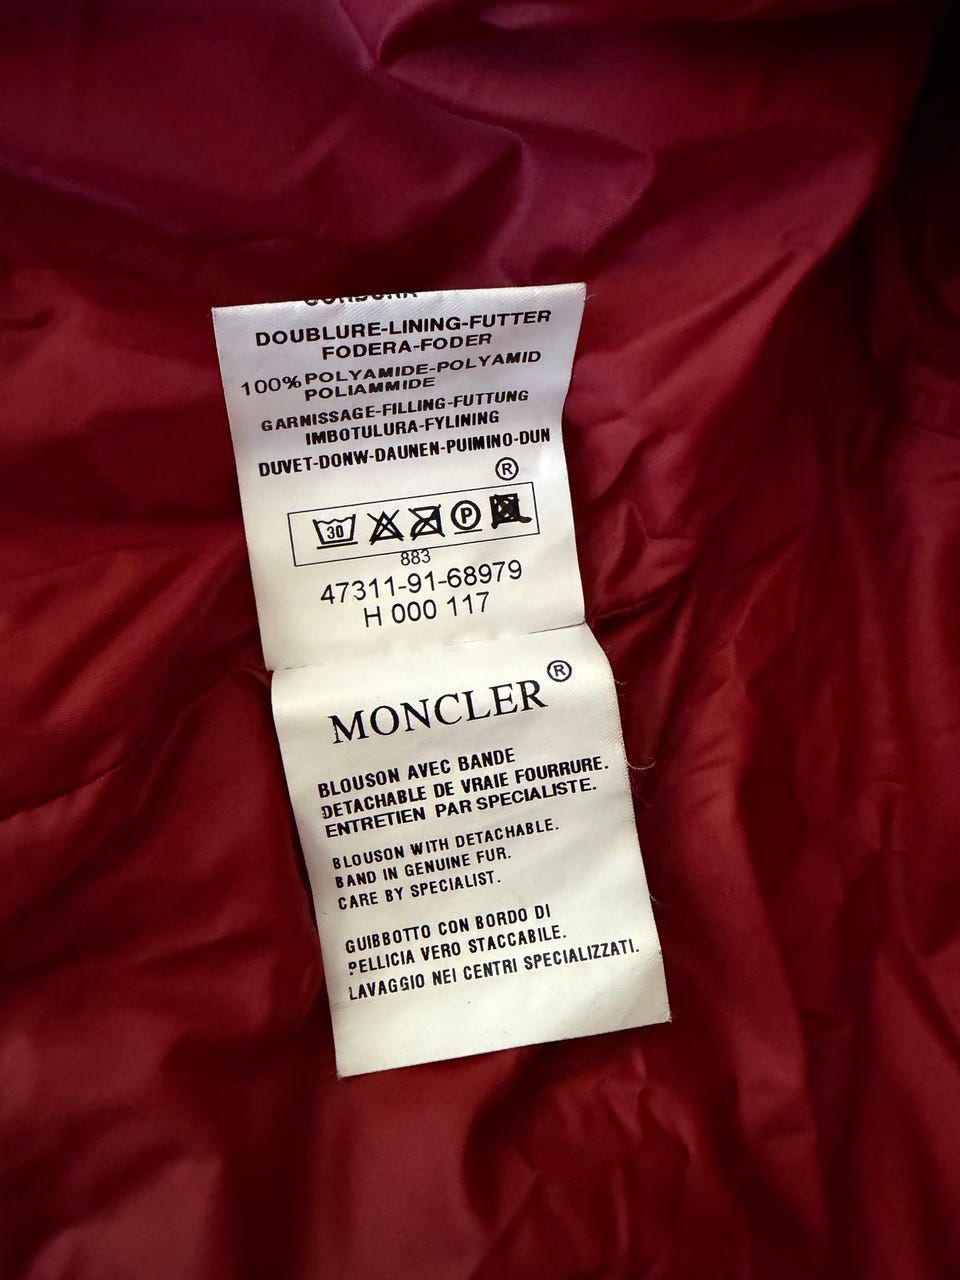 DOUBLURE-LINING-FUTTER
FODERA-FODER
100% POLYAMIDE-POLYAMID
POLIAMMIDE
GARNISSAGE-FILLING-FUTTUNG
IMBOTULURA-FYLINING
DUVET-DONW-DAUNEN-PUIMINO-DUN
®
30 P
883
47311-91-68979
H 000 117
MONCLER®
BLOUSON AVEC BANDE
DETACHABLE DE VRAIE FOURRURE.
ENTRETIEN PAR SPECIALISTE.
BLOUSON WITH DETACHABLE.
BAND IN GENUINE FUR.
CARE BY SPECIALIST.
GUIBBOTTO CON BORDO DI
PELLICIA VERO STACCABILE.
LAVAGGIO NEI CENTRI SPECIALIZZATI.